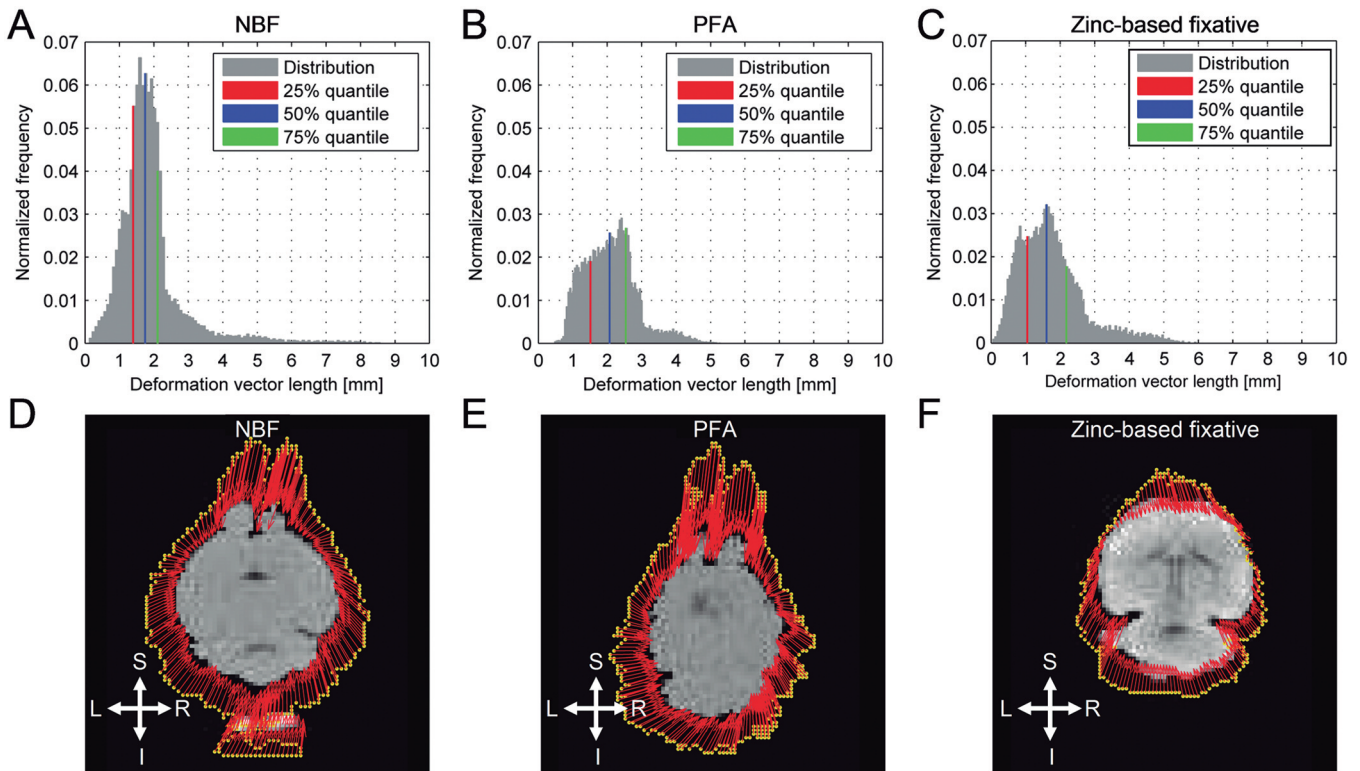 A
NBF
0.07
0.06
0.05
0.04
0.03
0.02
0.01
0
Normalized frequency
Distribution
25% quantile
50% quantile
75% quantile
0 1 2 3 4 5 6 7 8 9 10
Deformation vector length [mm]
B
PFA
0.07
0.06
0.05
0.04
0.03
0.02
0.01
0
Normalized frequency
Distribution
25% quantile
50% quantile
75% quantile
0 1 2 3 4 5 6 7 8 9 10
Deformation vector length [mm]
C
Zinc-based fixative
0.07
0.06
0.05
0.04
0.03
0.02
0.01
0
Normalized frequency
Distribution
25% quantile
50% quantile
75% quantile
0 1 2 3 4 5 6 7 8 9 10
Deformation vector length [mm]
D
NBF
S
L R
I
E
PFA
S
L R
I
F
Zinc-based fixative
S
L R
I